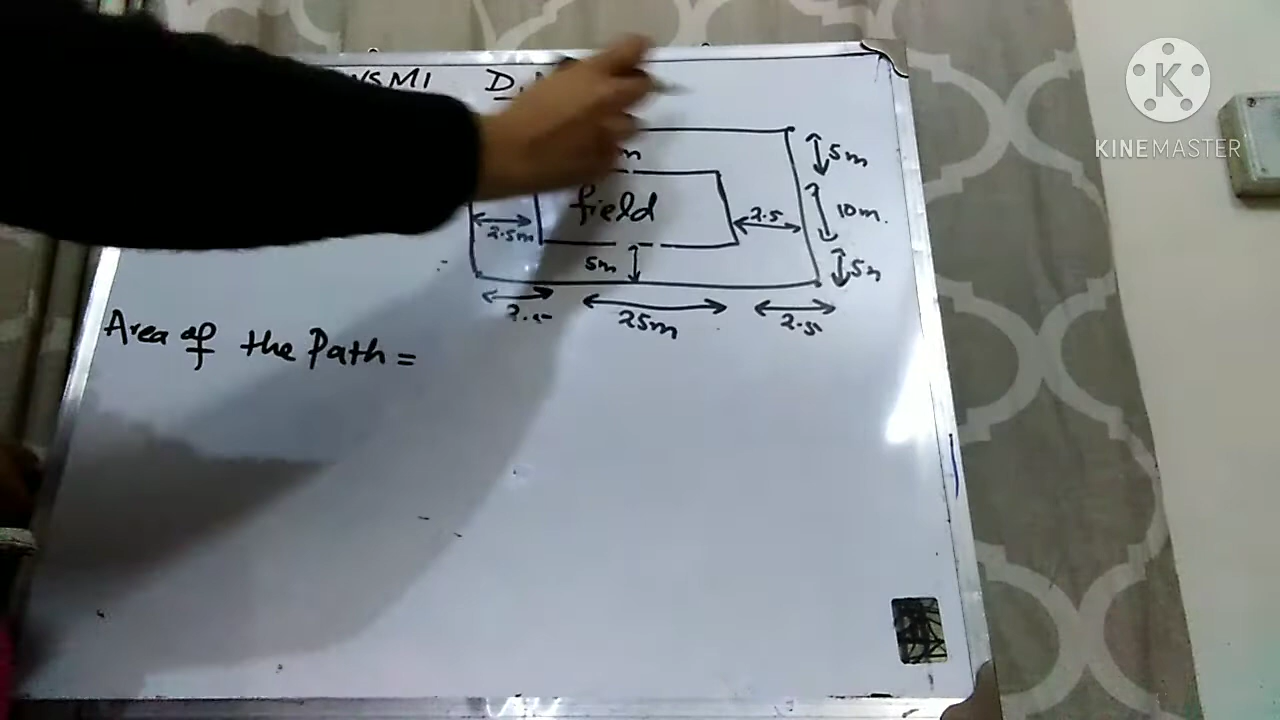 K
KINEMASTER
5m
field
10m.
2.5m
2.5
5m
5m
25m
2.5
Area of the Path =